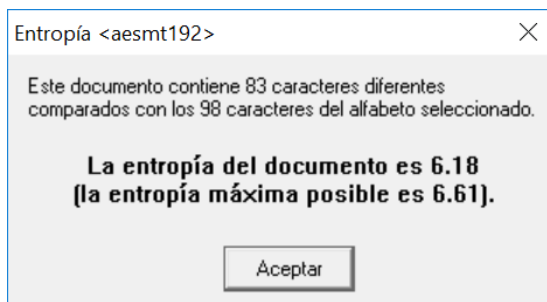 Entropía <aesmt192>
Este documento contiene 83 caracteres diferentes
comparados con los 98 caracteres del alfabeto seleccionado.
La entropía del documento es 6.18
(la entropía máxima posible es 6.61).
Aceptar